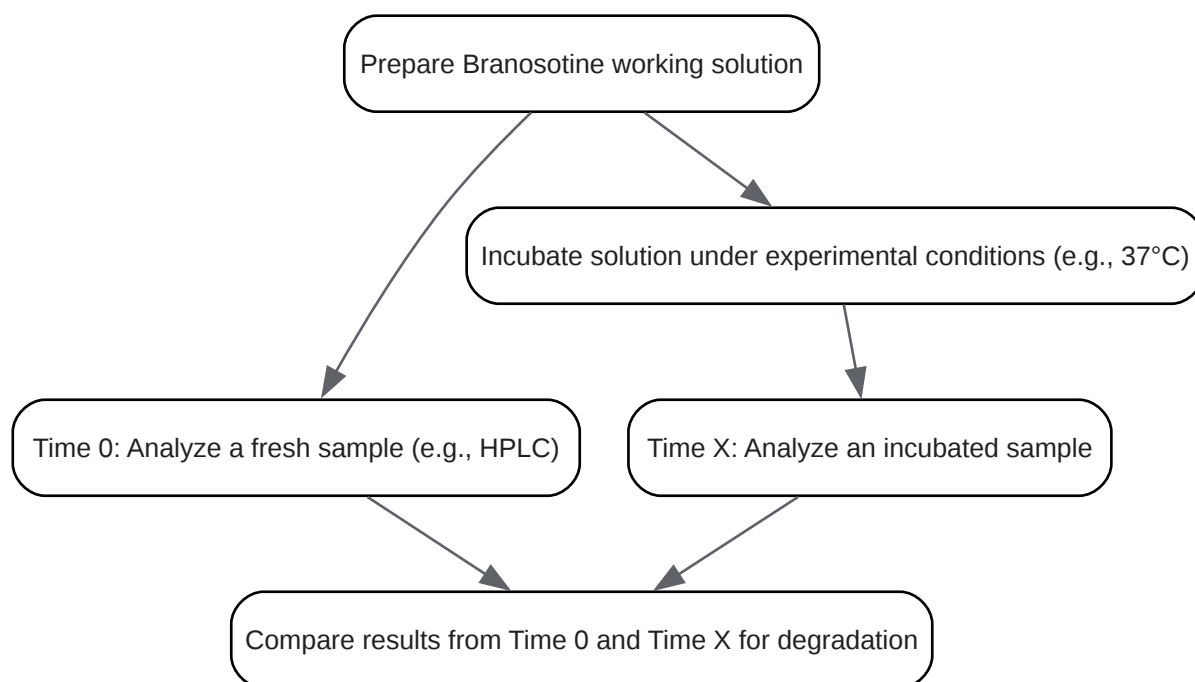 Prepare Branosotine working solution
Incubate solution under experimental conditions (e.g., 37°C)
Time 0: Analyze a fresh sample (e.g., HPLC)
Time X: Analyze an incubated sample
Compare results from Time 0 and Time X for degradation